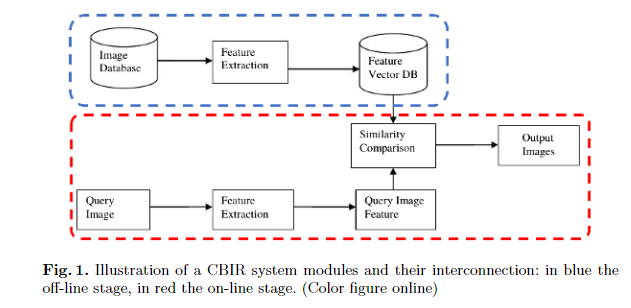 Image
Database
Feature
Extraction
Feature
Vector DB
Similarity
Comparison
Output
Images
Query
Image
Feature
Extraction
Query Image
Feature
Fig. 1. Illustration of a CBIR system modules and their interconnection: in blue the
off-line stage, in red the on-line stage. (Color figure online)